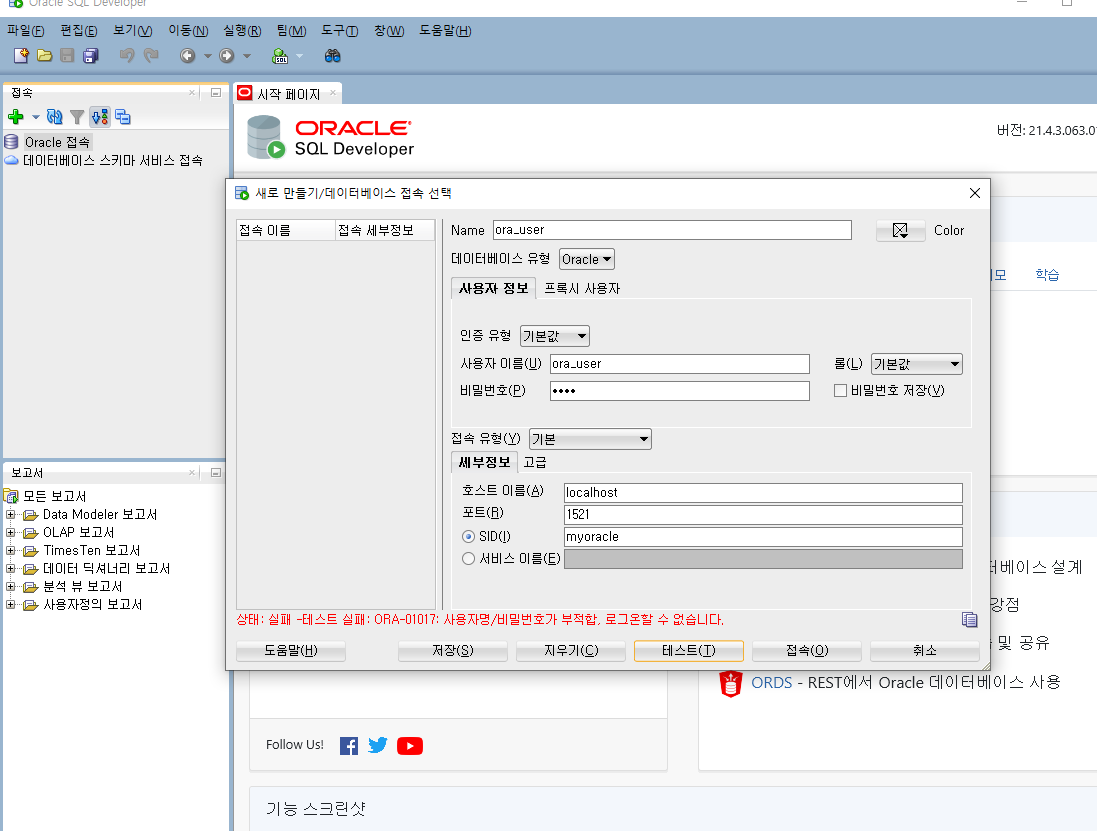 Oracle SQL Developer
파일(F) 편집(E) 보기(V) 이동(N) 실행(R) 팀(M) 도구(T) 창(W) 도움말(H)
SQL
접속
시작 페이지
Oracle 접속
데이터베이스 스키마 서비스 접속
ORACLE
SQL Developer
버전: 21.4.3.063.0
새로 만들기/데이터베이스 접속 선택
접속 이름 접속 세부정보
Name ora_user Color
데이터베이스 유형 Oracle
사용자 정보 프록시 사용자
인증 유형 기본값
사용자 이름(U) ora_user 롤(L) 기본값
비밀번호(P) •••• 비밀번호 저장(V)
접속 유형(Y) 기본
세부정보 고급
호스트 이름(A) localhost
포트(R) 1521
SID(I) myoracle
서비스 이름(E)
상태: 실패 -테스트 실패: ORA-01017: 사용자명/비밀번호가 부적합, 로그온할 수 없습니다.
도움말(H) 저장(S) 지우기(C) 테스트(T) 접속(O) 취소
모 학습
보고서
모든 보고서
Data Modeler 보고서
OLAP 보고서
TimesTen 보고서
데이터 딕셔너리 보고서
분석 뷰 보고서
사용자정의 보고서
터베이스 설계
강점
및 공유
ORDS - REST에서 Oracle 데이터베이스 사용
Follow Us!
기능 스크린샷